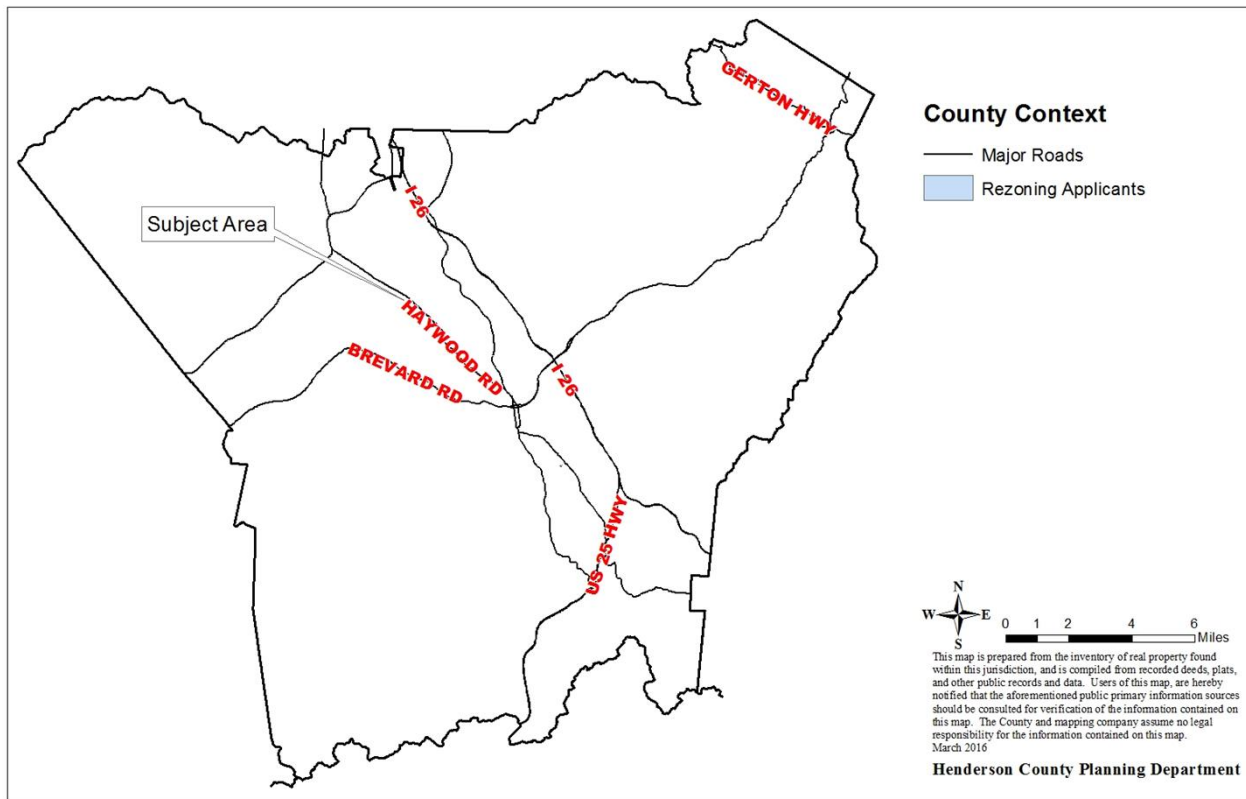 GERTON HWY
County Context
Major Roads
Rezoning Applicants
I-26
Subject Area
HAYWOOD RD
BREVARD RD
I-26
US 25 HWY
N
W E
S
0 1 2 4 6
Miles
This map is prepared from the inventory of real property found
within this jurisdiction, and is compiled from recorded deeds, plats,
and other public records and data. Users of this map, are hereby
notified that the aforementioned public primary information sources
should be consulted for verification of the information contained on
this map. The County and mapping company assume no legal
responsibility for the information contained on this map.
March 2016
Henderson County Planning Department